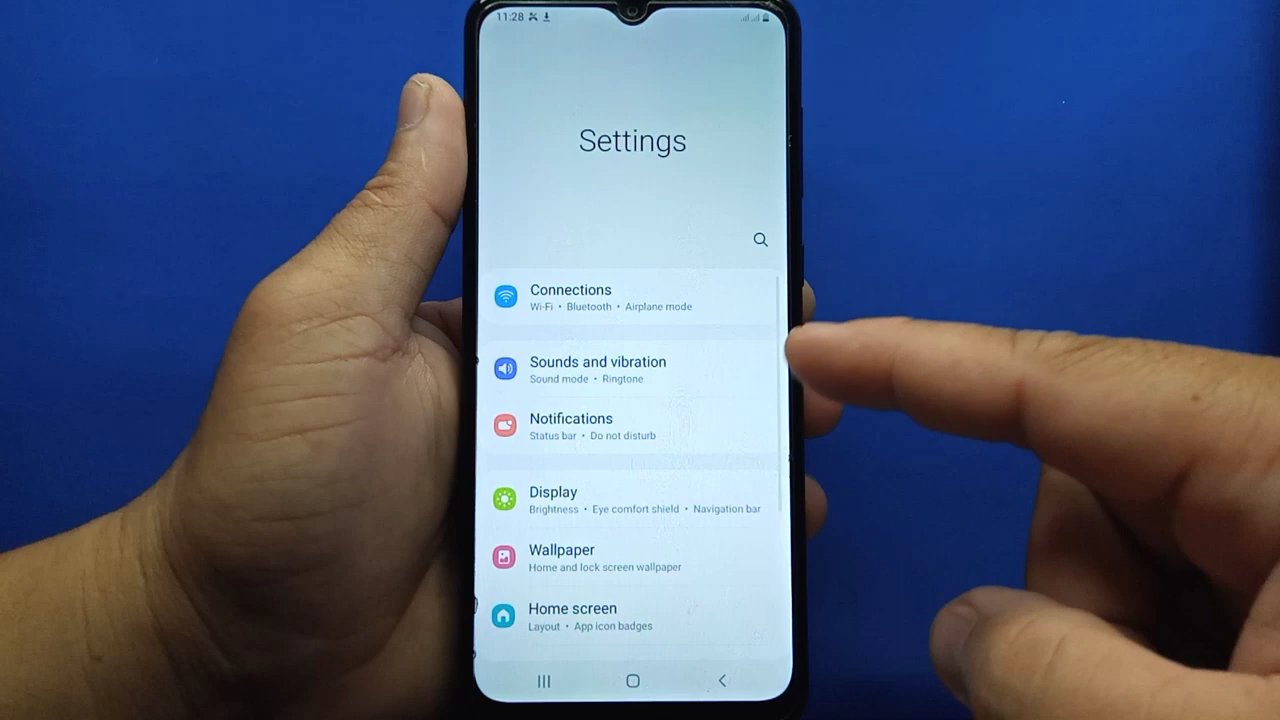 11:28
Settings
Connections
Wi-Fi • Bluetooth • Airplane mode
Sounds and vibration
Sound mode • Ringtone
Notifications
Status bar • Do not disturb
Display
Brightness • Eye comfort shield • Navigation bar
Wallpaper
Home and lock screen wallpaper
Home screen
Layout • App icon badges